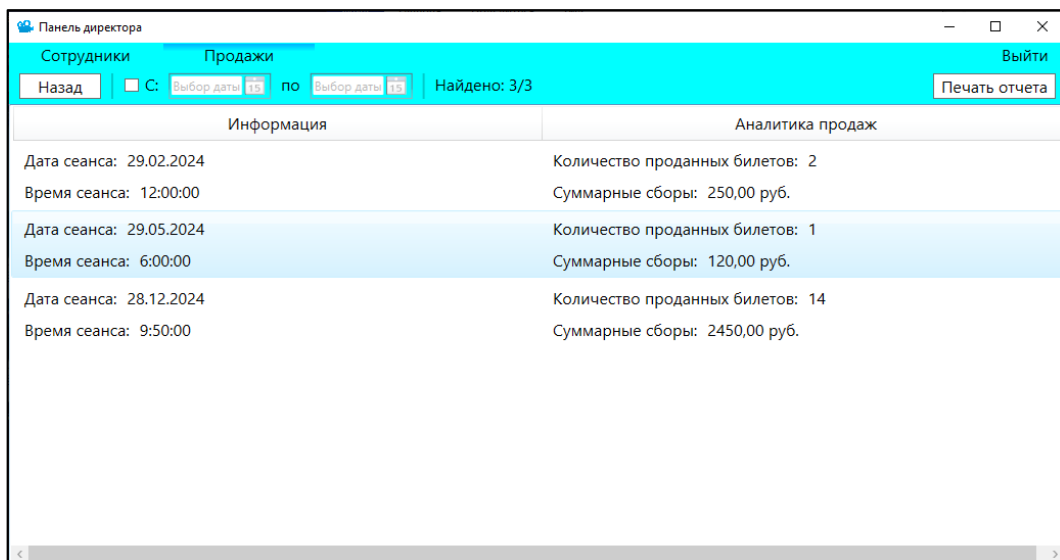 Панель директора
Сотрудники Продажи Выйти
Назад С: Выбор даты 15 по Выбор даты 15 Найдено: 3/3 Печать отчета
Информация Аналитика продаж
Дата сеанса: 29.02.2024 Количество проданных билетов: 2
Время сеанса: 12:00:00 Суммарные сборы: 250,00 руб.
Дата сеанса: 29.05.2024 Количество проданных билетов: 1
Время сеанса: 6:00:00 Суммарные сборы: 120,00 руб.
Дата сеанса: 28.12.2024 Количество проданных билетов: 14
Время сеанса: 9:50:00 Суммарные сборы: 2450,00 руб.